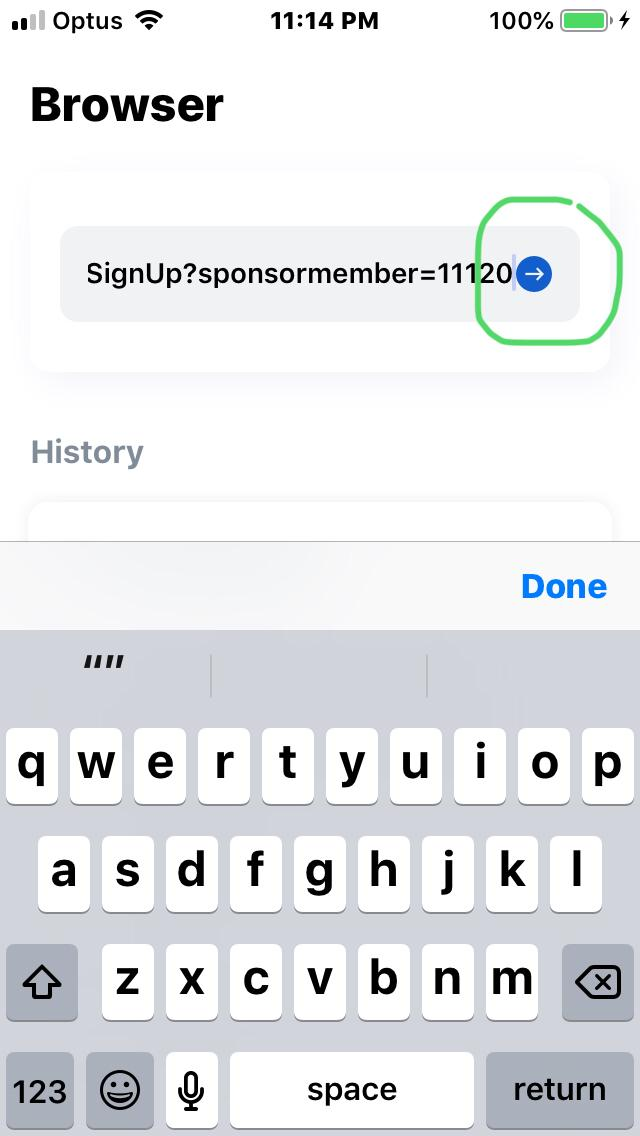 Optus 11:14 PM 100%
Browser
SignUp?sponsormember=11120
History
Done
“”
q w e r t y u i o p
a s d f g h j k l
z x c v b n m
123 space return